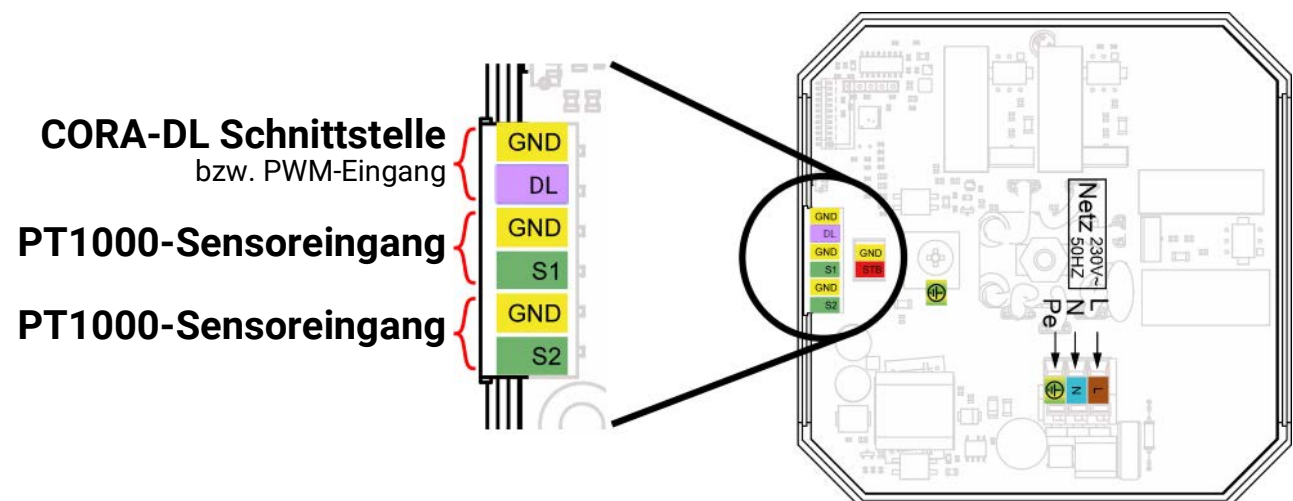 CORA-DL Schnittstelle
bzw. PWM-Eingang
PT1000-Sensoreingang
PT1000-Sensoreingang
GND
DL
GND
S1
GND
S2
GND
DL
GND
S1
GND
S2
GND
STB
Netz 230V~
50HZ
L
N
Pe
N
L